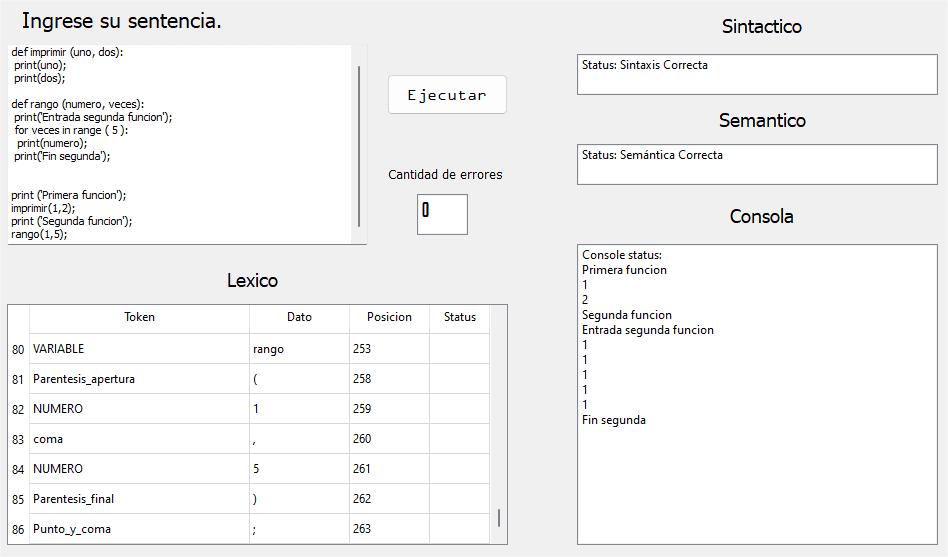 Ingrese su sentencia.
def imprimir (uno, dos):
 print(uno);
 print(dos);

def rango (numero, veces):
 print('Entrada segunda funcion');
 for veces in range ( 5 ):
  print(numero);
 print('Fin segunda');

print ('Primera funcion');
imprimir(1,2);
print ('Segunda funcion');
rango(1,5);
Ejecutar
Cantidad de errores
0
Lexico
Token Dato Posicion Status
80 VARIABLE rango 253
81 Parentesis_apertura ( 258
82 NUMERO 1 259
83 coma , 260
84 NUMERO 5 261
85 Parentesis_final ) 262
86 Punto_y_coma ; 263
Sintactico
Status: Sintaxis Correcta
Semantico
Status: Semántica Correcta
Consola
Console status:
Primera funcion
1
2
Segunda funcion
Entrada segunda funcion
1
1
1
1
1
Fin segunda